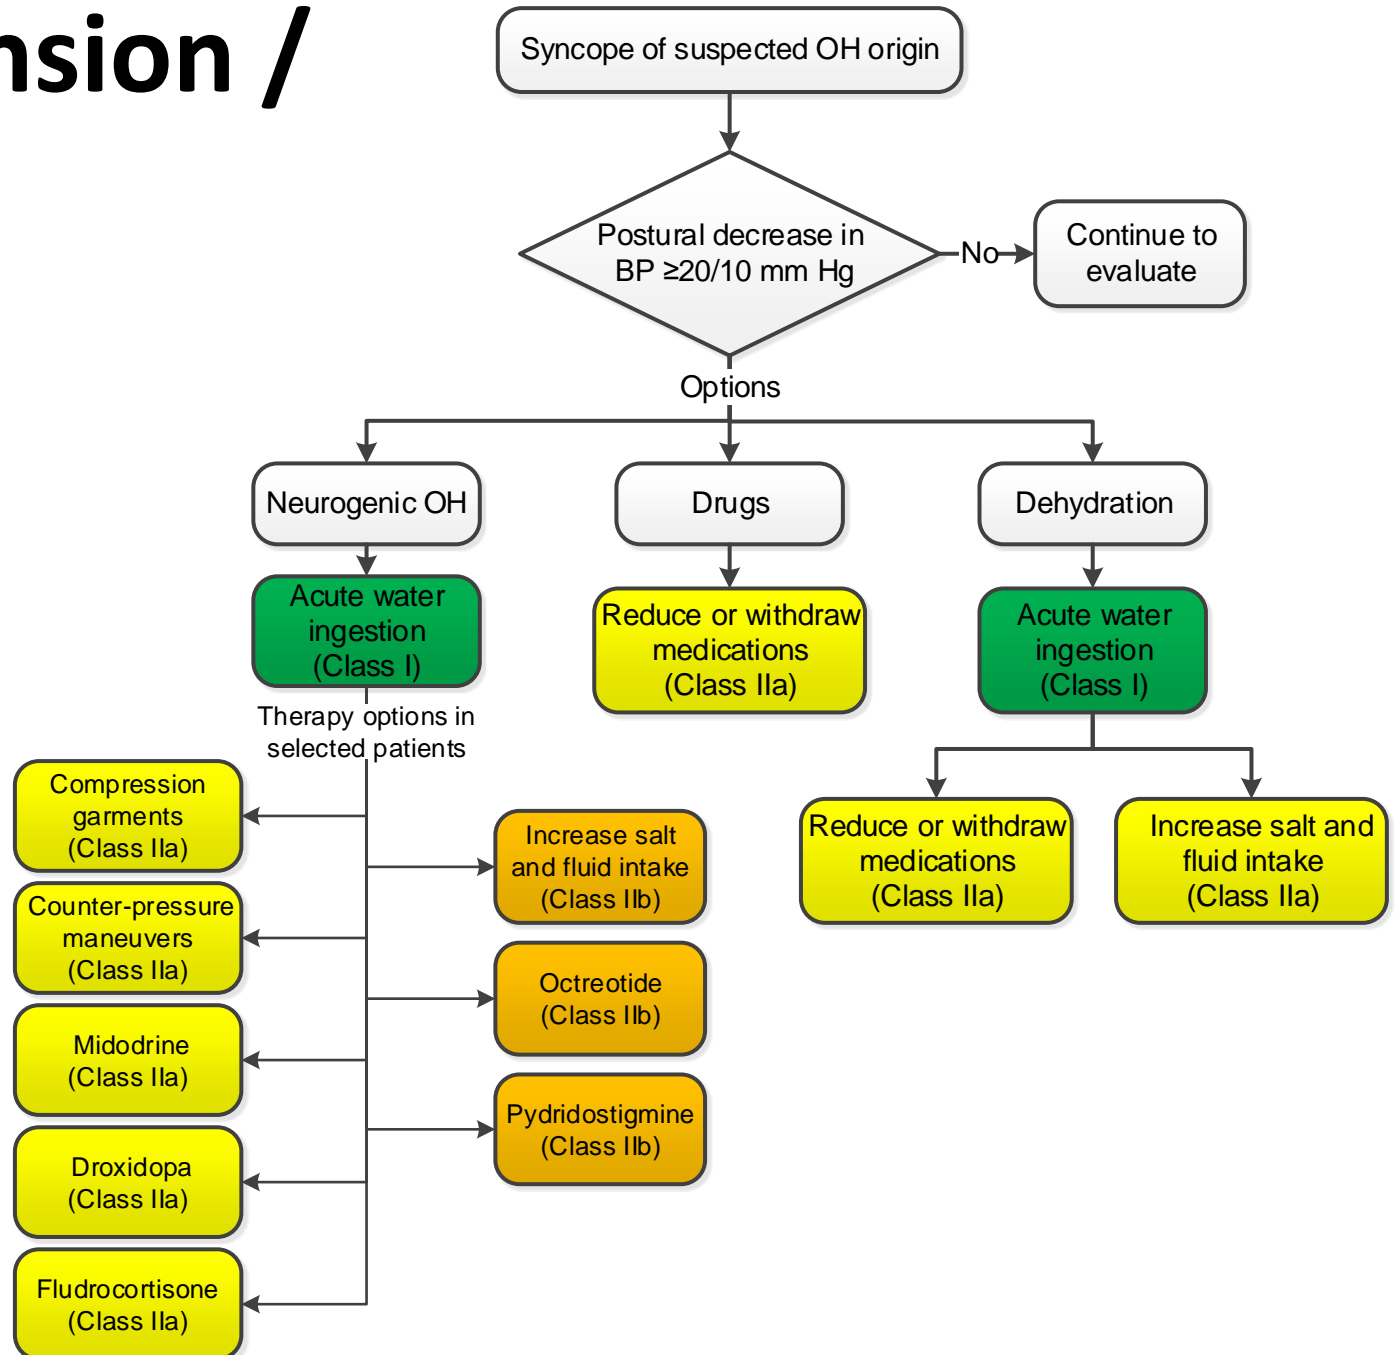 nsion /
Syncope of suspected OH origin
Postural decrease in
BP ≥20/10 mm Hg
No
Continue to
evaluate
Options
Neurogenic OH
Drugs
Dehydration
Acute water
ingestion
(Class I)
Reduce or withdraw
medications
(Class IIa)
Acute water
ingestion
(Class I)
Therapy options in
selected patients
Compression
garments
(Class IIa)
Counter-pressure
maneuvers
(Class IIa)
Midodrine
(Class IIa)
Droxidopa
(Class IIa)
Fludrocortisone
(Class IIa)
Increase salt
and fluid intake
(Class IIb)
Octreotide
(Class IIb)
Pydridostigmine
(Class IIb)
Reduce or withdraw
medications
(Class IIa)
Increase salt and
fluid intake
(Class IIa)